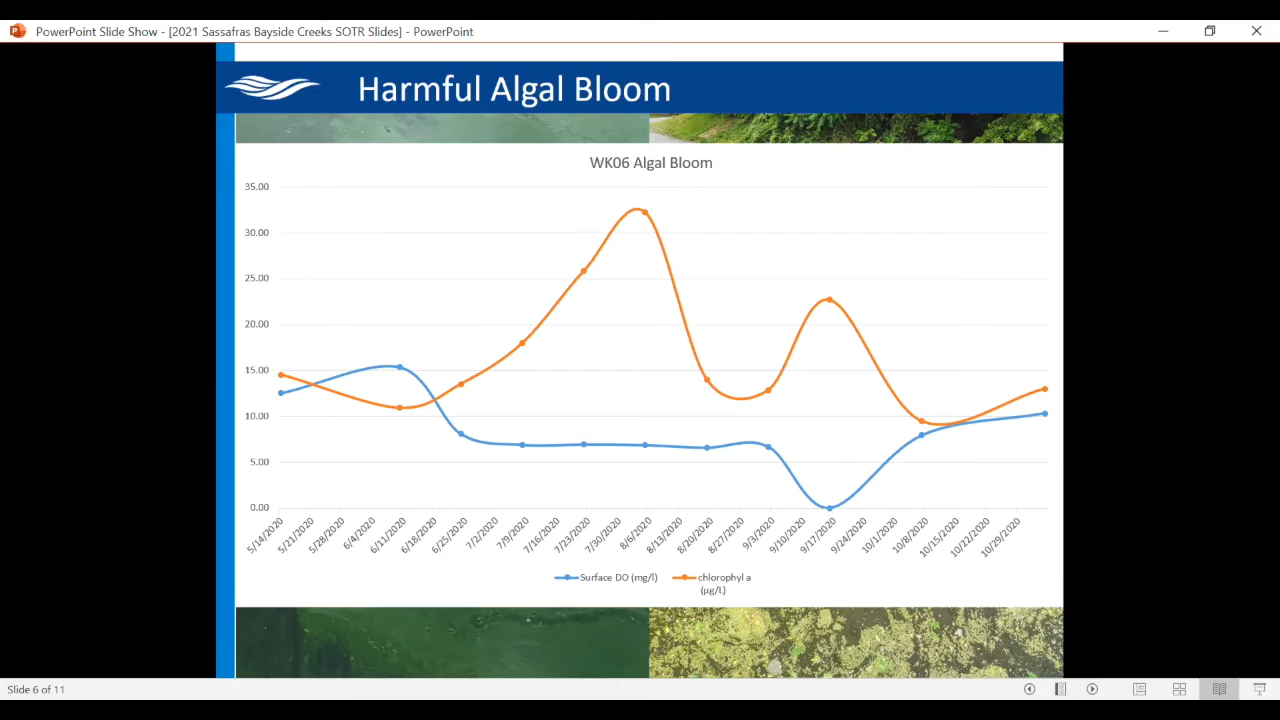 PowerPoint Slide Show - [2021 Sassafras Bayside Creeks SOTR Slides] - PowerPoint
Harmful Algal Bloom
WK06 Algal Bloom
35.00
30.00
25.00
20.00
15.00
10.00
5.00
0.00
5/14/2020 5/21/2020 5/28/2020 6/4/2020 6/11/2020 6/18/2020 6/25/2020 7/2/2020 7/9/2020 7/16/2020 7/23/2020 7/30/2020 8/6/2020 8/13/2020 8/20/2020 8/27/2020 9/3/2020 9/10/2020 9/17/2020 9/24/2020 10/1/2020 10/8/2020 10/15/2020 10/22/2020 10/29/2020
Surface DO (mg/l) chlorophyl a
(µg/L)
Slide 6 of 11